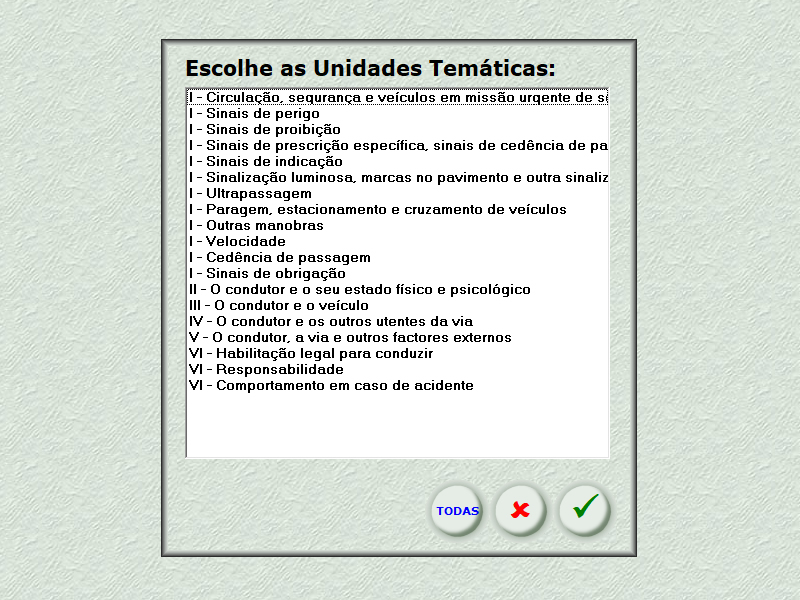 Escolhe as Unidades Temáticas:
I - Circulação, segurança e veículos em missão urgente de se
I - Sinais de perigo
I - Sinais de proibição
I - Sinais de prescrição específica, sinais de cedência de pa
I - Sinais de indicação
I - Sinalização luminosa, marcas no pavimento e outra sinaliz
I - Ultrapassagem
I - Paragem, estacionamento e cruzamento de veículos
I - Outras manobras
I - Velocidade
I - Cedência de passagem
I - Sinais de obrigação
II - O condutor e o seu estado físico e psicológico
III - O condutor e o veículo
IV - O condutor e os outros utentes da via
V - O condutor, a via e outros factores externos
VI - Habilitação legal para conduzir
VI - Responsabilidade
VI - Comportamento em caso de acidente
TODAS